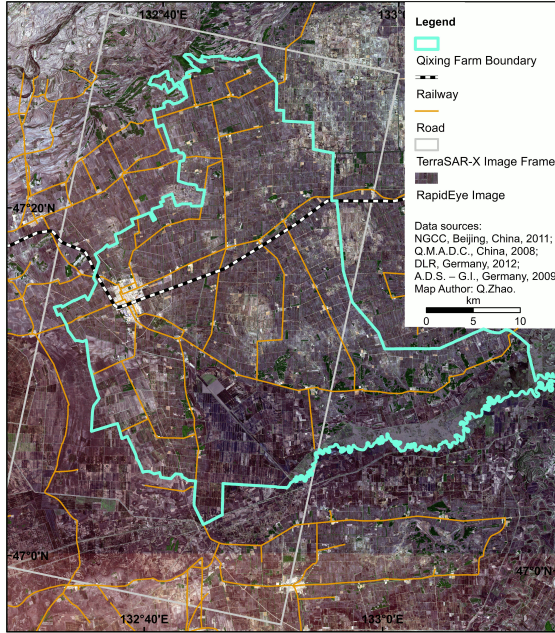 132°40'E
133°0
Legend
Qixing Farm Boundary
Railway
Road
TerraSAR-X Image Frame
RapidEye Image
47°20'N
Data sources:
NGCC, Beijing, China, 2011;
Q.M.A.D.C., China, 2008;
DLR, Germany, 2012;
A.D.S. – G.I., Germany, 2009
Map Author: Q.Zhao.
km
0 5 10
47°0'N
47°0'N
132°40'E
133°0'E